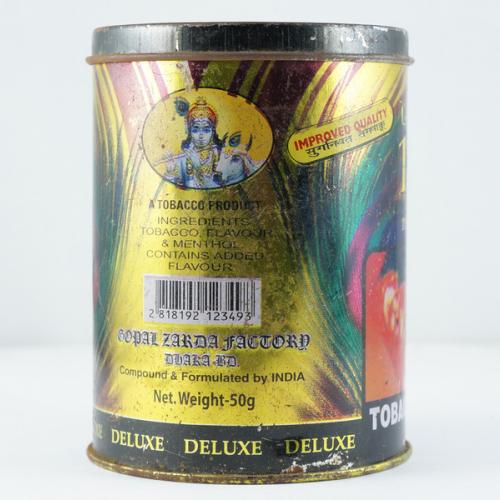 IMPROVED QUALITY
सुगन्धित तम्बाकू
A TOBACCO PRODUCT
INGREDIENTS
TOBACCO, FLAVOUR
& MENTHOL
CONTAINS ADDED
FLAVOUR
2 818192 123493
GOPAL ZARDA FACTORY
DHAKA BD.
Compound & Formulated by INDIA
Net. Weight-50g
TOBA
DELUXE DELUXE DELUXE